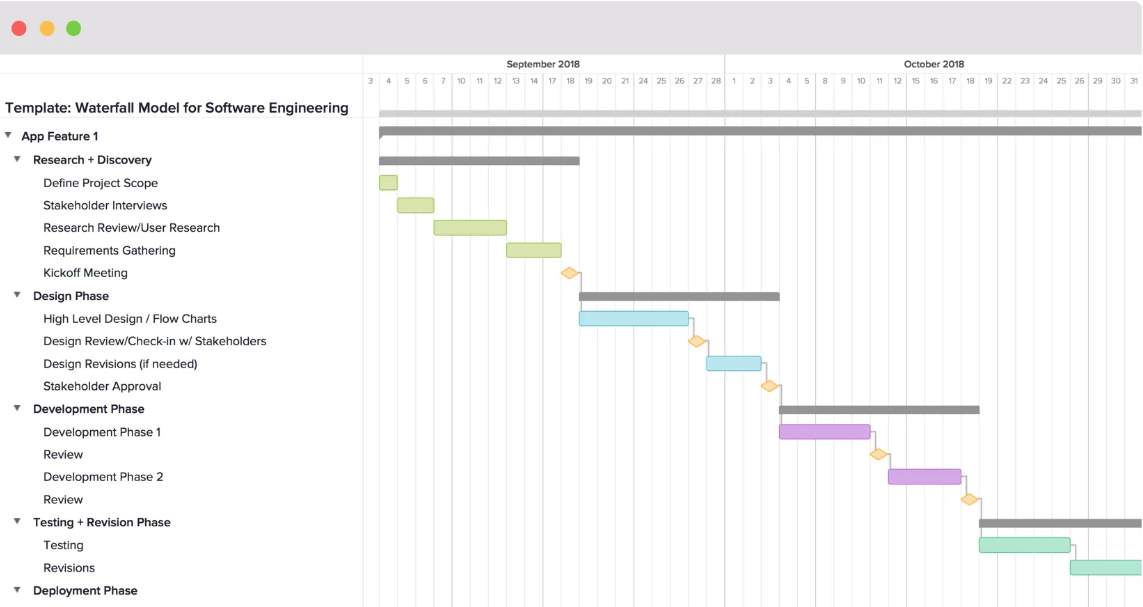 September 2018 October 2018
3 4 5 6 7 10 11 12 13 14 17 18 19 20 21 24 25 26 27 28 1 2 3 4 5 8 9 10 11 12 15 16 17 18 19 22 23 24 25 26 29 30 31
Template: Waterfall Model for Software Engineering
App Feature 1
Research + Discovery
Define Project Scope
Stakeholder Interviews
Research Review/User Research
Requirements Gathering
Kickoff Meeting
Design Phase
High Level Design / Flow Charts
Design Review/Check-in w/ Stakeholders
Design Revisions (if needed)
Stakeholder Approval
Development Phase
Development Phase 1
Review
Development Phase 2
Review
Testing + Revision Phase
Testing
Revisions
Deployment Phase